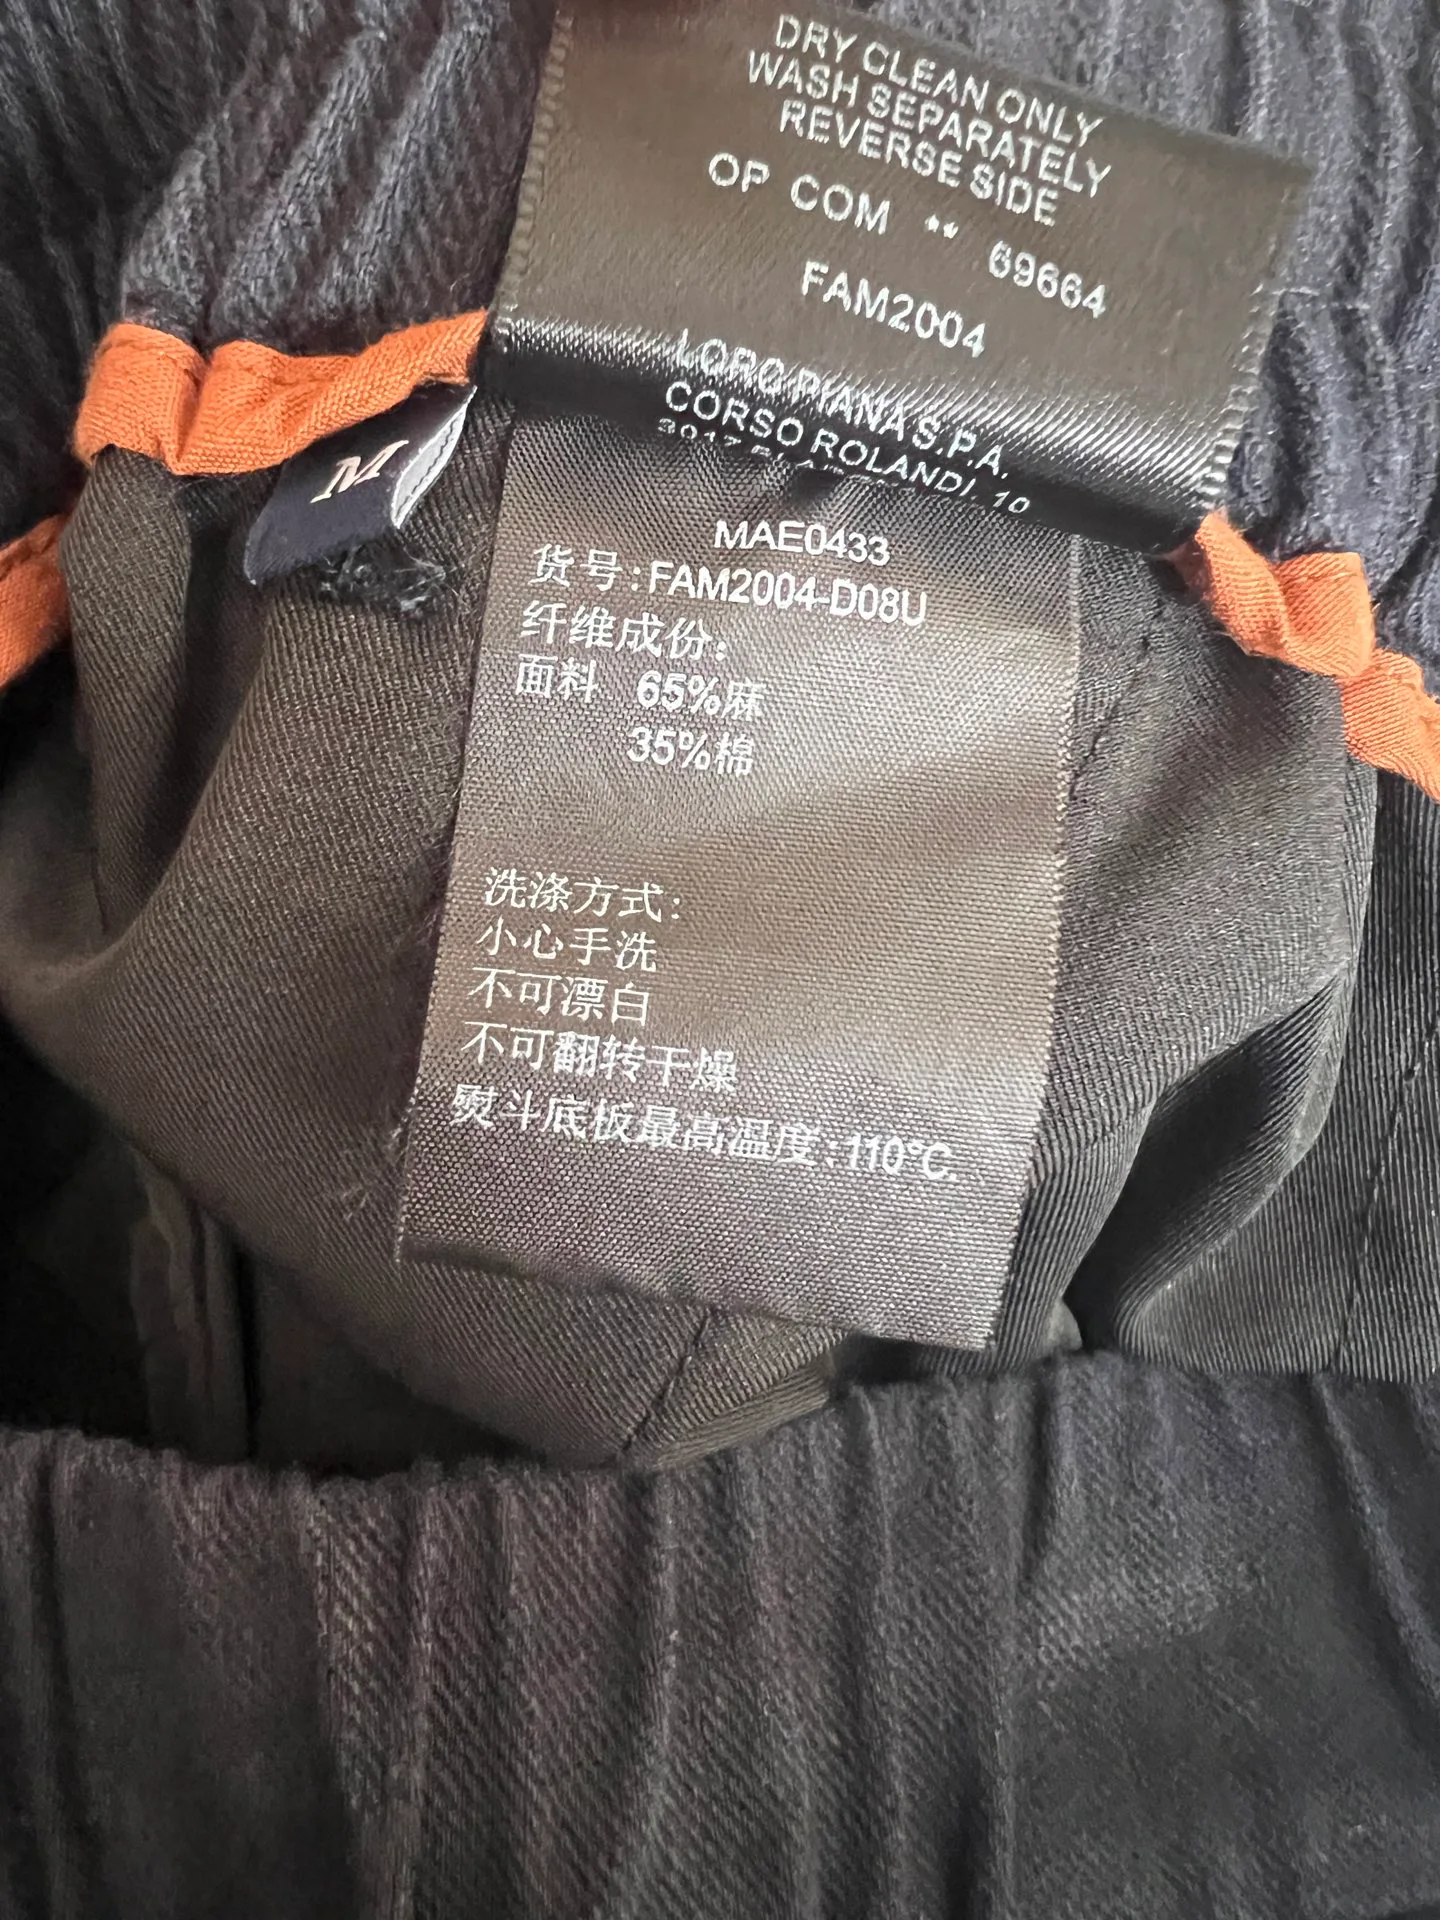 DRY CLEAN ONLY
WASH SEPARATELY
REVERSE SIDE
OP COM ** 69664
FAM2004
LORO PIANA S.P.A.
CORSO ROLANDI, 10
M
MAE0433
货号:FAM2004-D08U
纤维成份:
面料 65%麻
35%棉
洗涤方式:
小心手洗
不可漂白
不可翻转干燥
熨斗底板最高温度:110℃